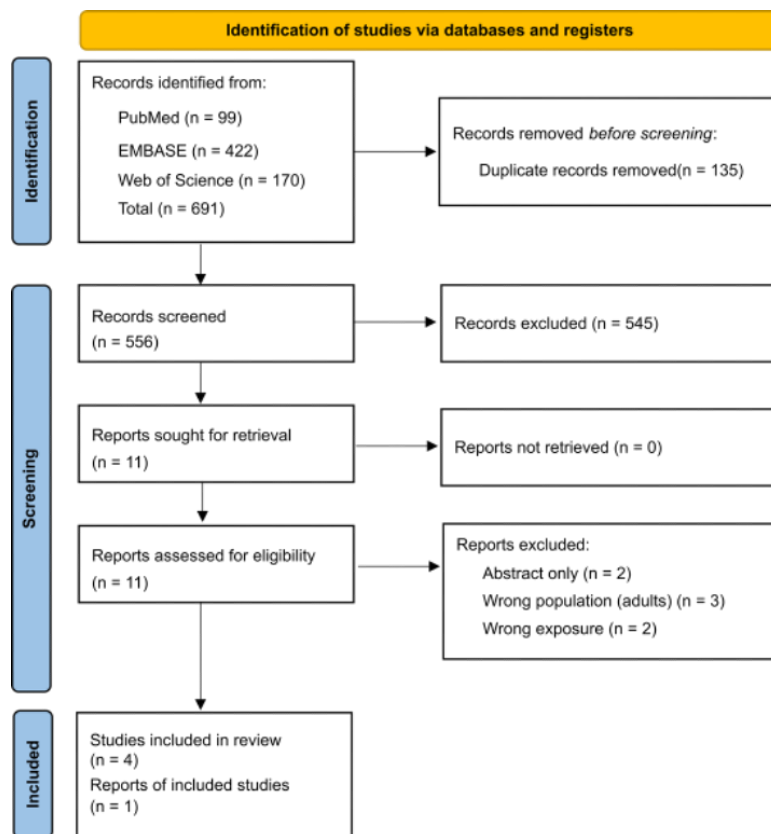 Identification of studies via databases and registers
Identification
Records identified from:
PubMed (n = 99)
EMBASE (n = 422)
Web of Science (n = 170)
Total (n = 691)
Records removed before screening:
Duplicate records removed(n = 135)
Screening
Records screened
(n = 556)
Records excluded (n = 545)
Reports sought for retrieval
(n = 11)
Reports not retrieved (n = 0)
Reports assessed for eligibility
(n = 11)
Reports excluded:
Abstract only (n = 2)
Wrong population (adults) (n = 3)
Wrong exposure (n = 2)
Included
Studies included in review
(n = 4)
Reports of included studies
(n = 1)